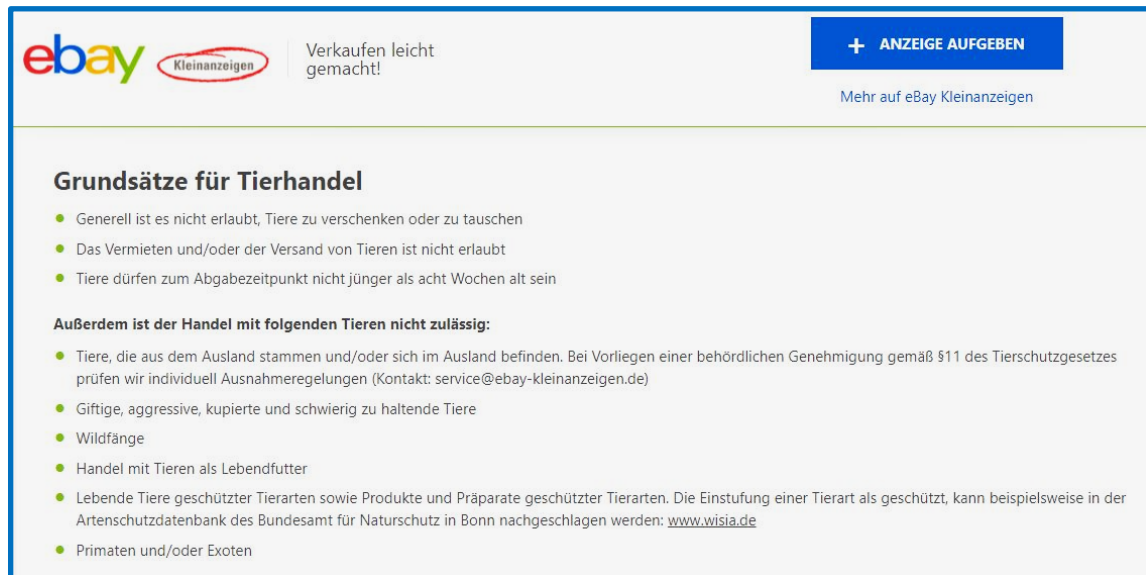 ebay Kleinanzeigen
Verkaufen leicht
gemacht!
+ ANZEIGE AUFGEBEN
Mehr auf eBay Kleinanzeigen
Grundsätze für Tierhandel
Generell ist es nicht erlaubt, Tiere zu verschenken oder zu tauschen
Das Vermieten und/oder der Versand von Tieren ist nicht erlaubt
Tiere dürfen zum Abgabezeitpunkt nicht jünger als acht Wochen alt sein
Außerdem ist der Handel mit folgenden Tieren nicht zulässig:
Tiere, die aus dem Ausland stammen und/oder sich im Ausland befinden. Bei Vorliegen einer behördlichen Genehmigung gemäß §11 des Tierschutzgesetzes
prüfen wir individuell Ausnahmeregelungen (Kontakt: service@ebay-kleinanzeigen.de)
Giftige, aggressive, kupierte und schwierig zu haltende Tiere
Wildfänge
Handel mit Tieren als Lebendfutter
Lebende Tiere geschützter Tierarten sowie Produkte und Präparate geschützter Tierarten. Die Einstufung einer Tierart als geschützt, kann beispielsweise in der
Artenschutzdatenbank des Bundesamt für Naturschutz in Bonn nachgeschlagen werden: www.wisia.de
Primaten und/oder Exoten